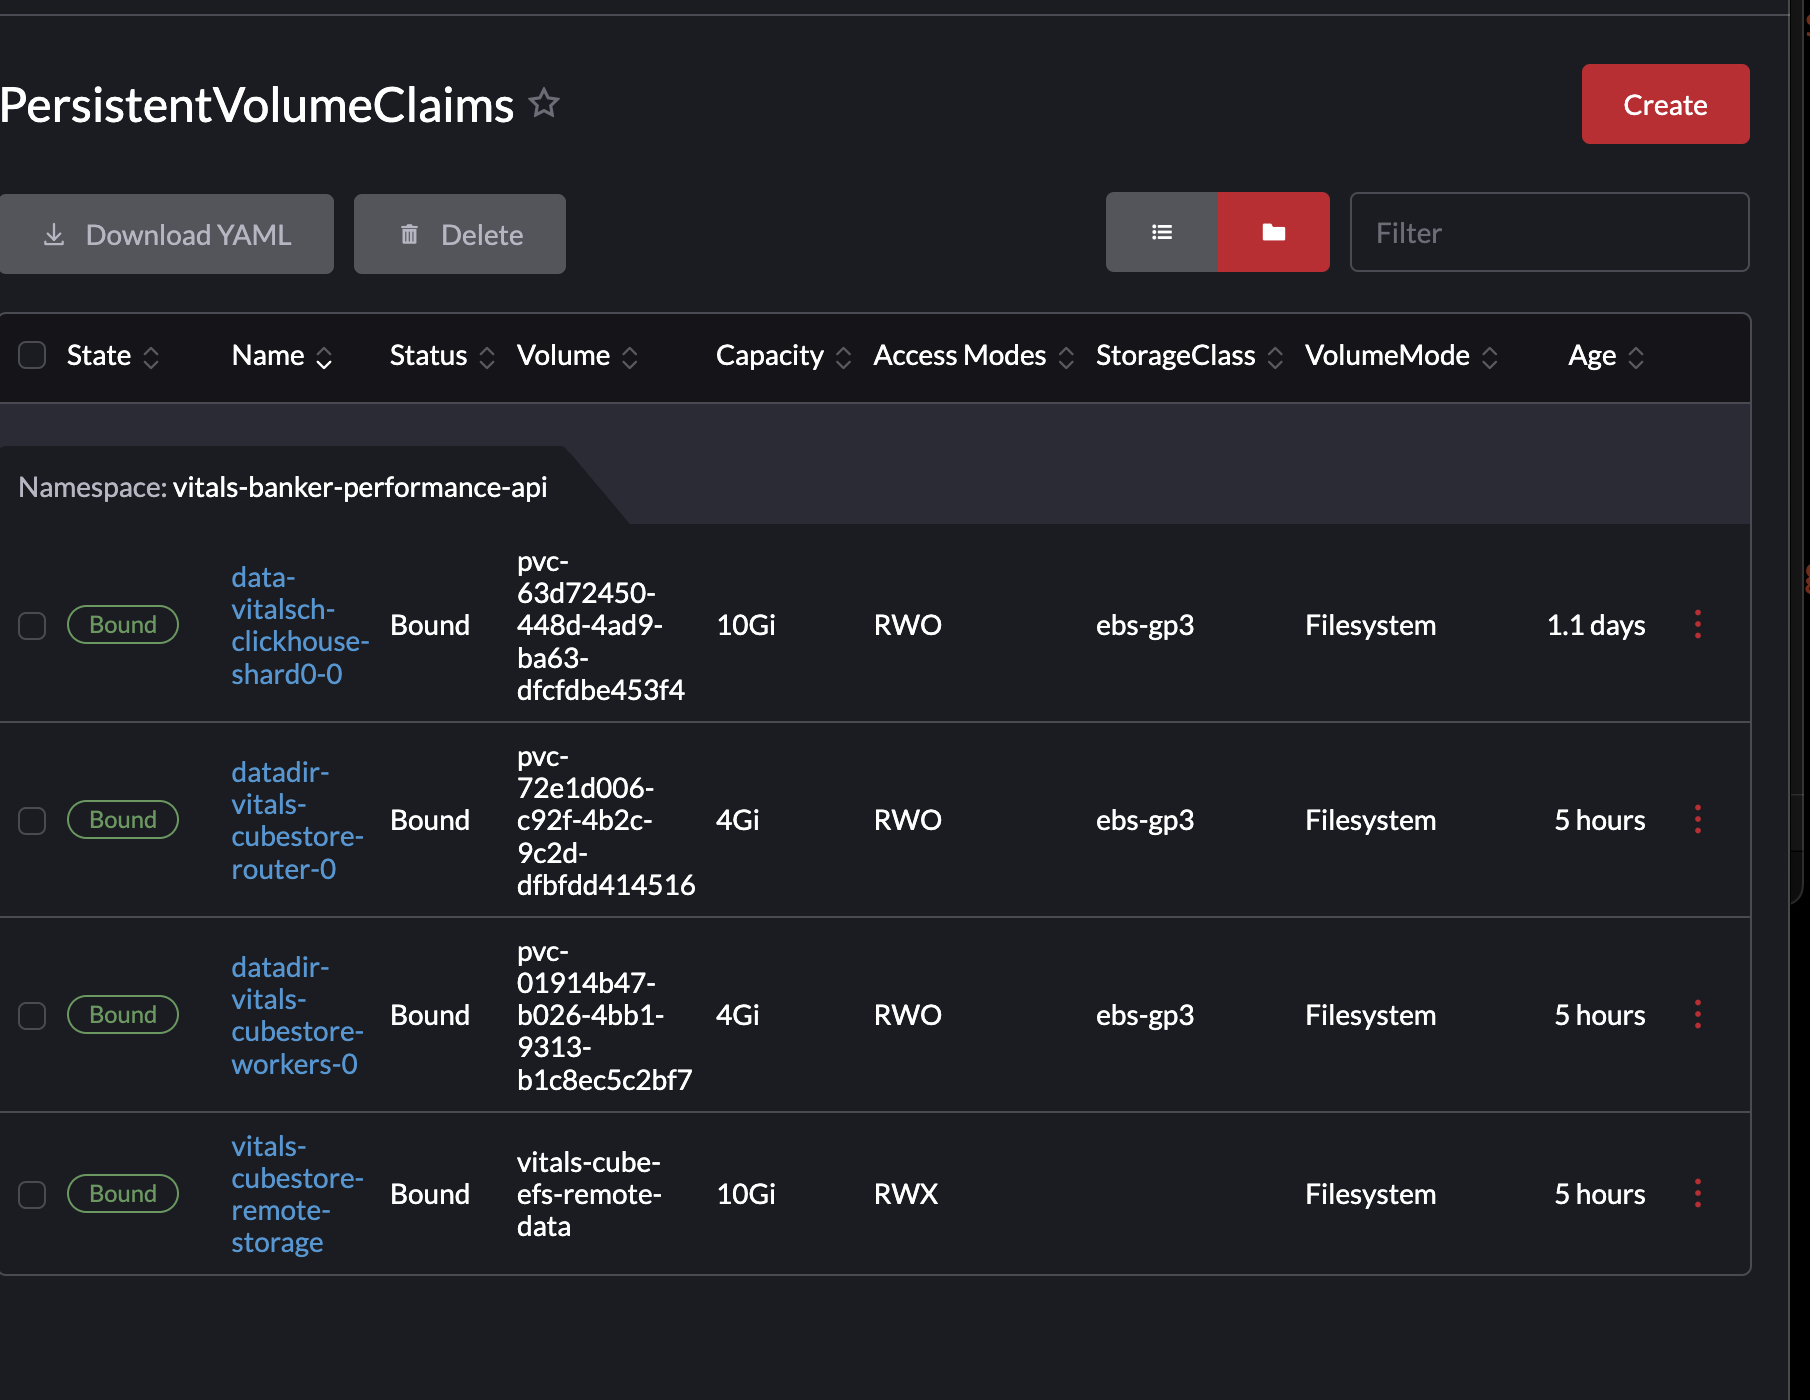 PersistentVolumeClaims
Create
Download YAML
Delete
Filter
State Name Status Volume Capacity Access Modes StorageClass VolumeMode Age
Namespace: vitals-banker-performance-api
Bound
data-
vitalsch-
clickhouse-
shard0-0
Bound
pvc-
63d72450-
448d-4ad9-
ba63-
dfcfdbe453f4
10Gi
RWO
ebs-gp3
Filesystem
1.1 days
Bound
datadir-
vitals-
cubestore-
router-0
Bound
pvc-
72e1d006-
c92f-4b2c-
9c2d-
dfbfdd414516
4Gi
RWO
ebs-gp3
Filesystem
5 hours
Bound
datadir-
vitals-
cubestore-
workers-0
Bound
pvc-
01914b47-
b026-4bb1-
9313-
b1c8ec5c2bf7
4Gi
RWO
ebs-gp3
Filesystem
5 hours
Bound
vitals-
cubestore-
remote-
storage
Bound
vitals-cube-
efs-remote-
data
10Gi
RWX
Filesystem
5 hours